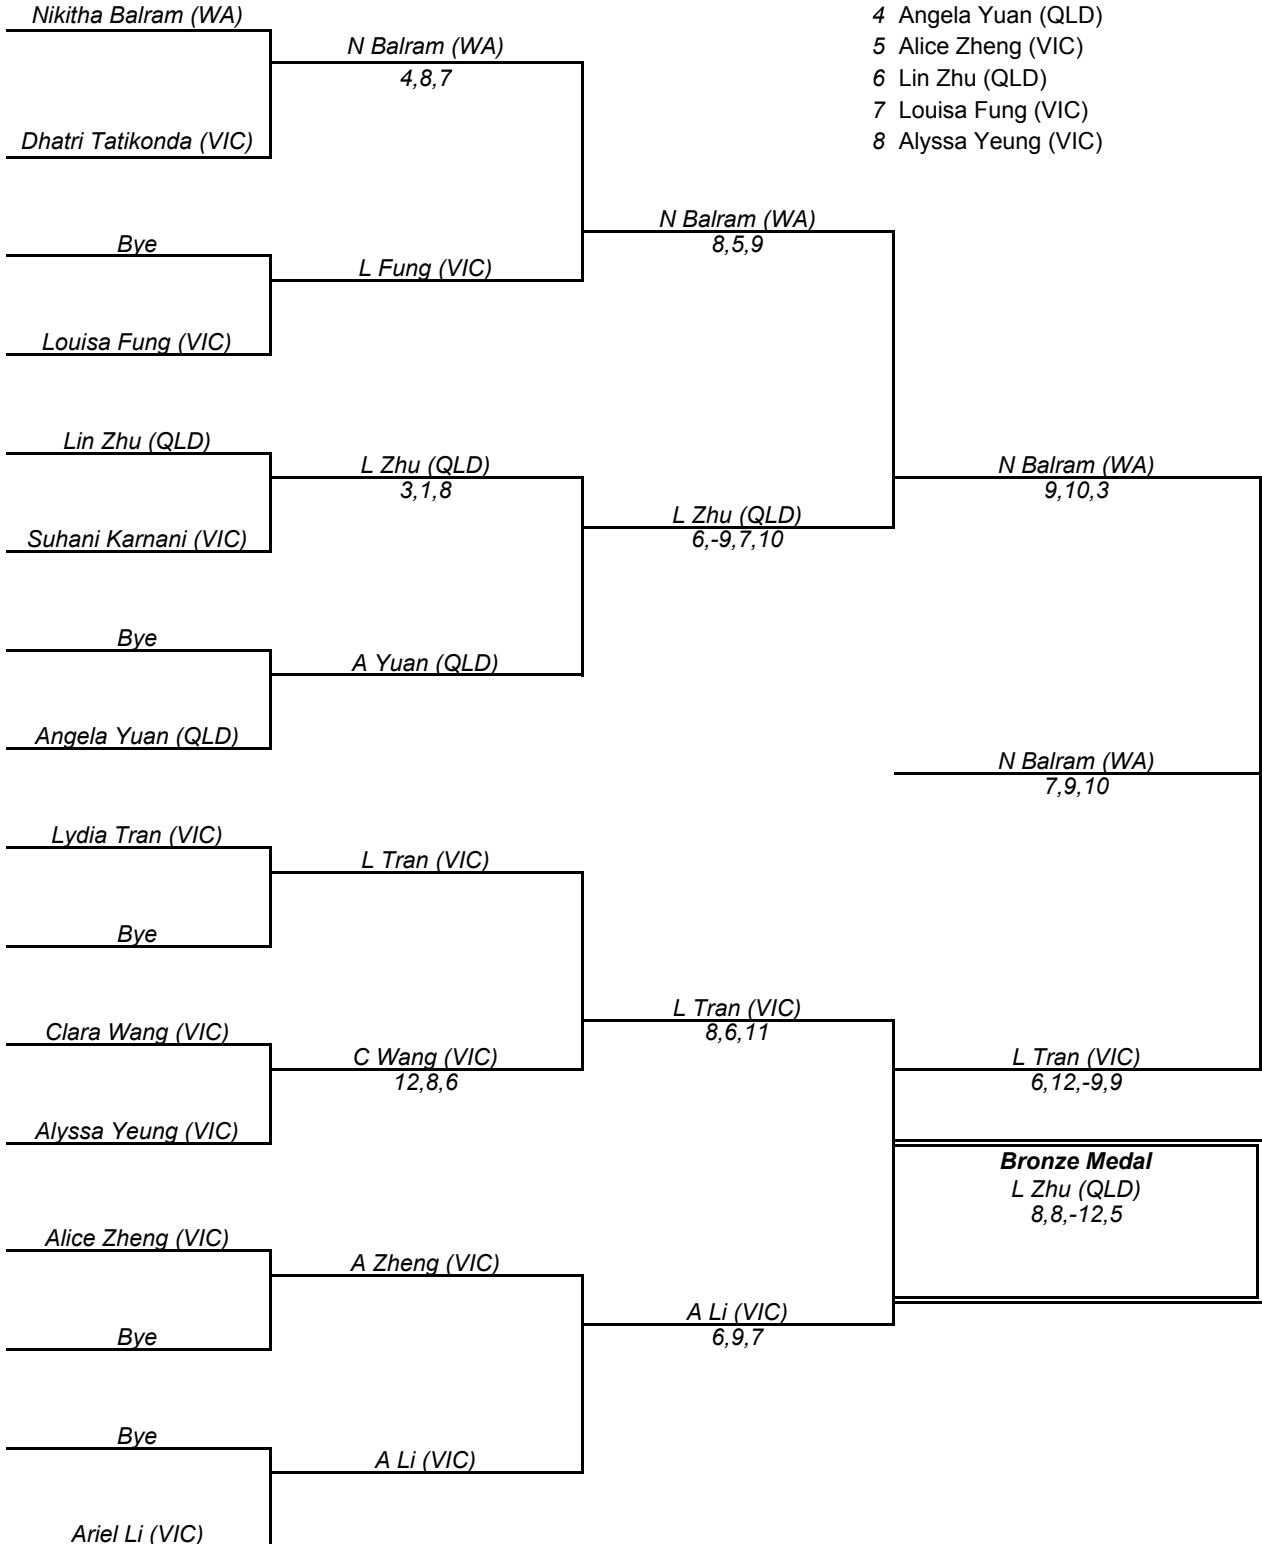 Nikitha Balram (WA)
4 Angela Yuan (QLD)
N Balram (WA)
5 Alice Zheng (VIC)
4,8,7
6 Lin Zhu (QLD)
7 Louisa Fung (VIC)
Dhatri Tatikonda (VIC)
8 Alyssa Yeung (VIC)
N Balram (WA)
Bye
8,5,9
L Fung (VIC)
Louisa Fung (VIC)
Lin Zhu (QLD)
L Zhu (QLD)
N Balram (WA)
3,1,8
9,10,3
L Zhu (QLD)
Suhani Karnani (VIC)
6,-9,7,10
Bye
A Yuan (QLD)
Angela Yuan (QLD)
N Balram (WA)
7,9,10
Lydia Tran (VIC)
L Tran (VIC)
Bye
L Tran (VIC)
Clara Wang (VIC)
8,6,11
C Wang (VIC)
L Tran (VIC)
12,8,6
6,12,-9,9
Alyssa Yeung (VIC)
Bronze Medal
L Zhu (QLD)
8,8,-12,5
Alice Zheng (VIC)
A Zheng (VIC)
A Li (VIC)
Bye
6,9,7
Bye
A Li (VIC)
Ariel Li (VIC)